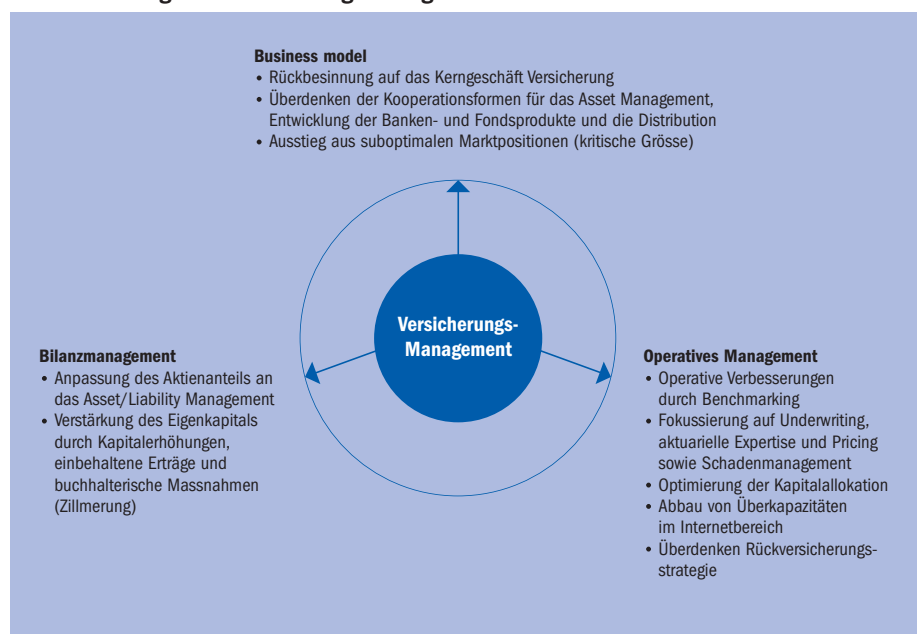 Business model
• Rückbesinnung auf das Kerngeschäft Versicherung
• Überdenken der Kooperationsformen für das Asset Management,
Entwicklung der Banken- und Fondsprodukte und die Distribution
• Ausstieg aus suboptimalen Marktpositionen (kritische Grösse)
Versicherungs-
Management
Bilanzmanagement
• Anpassung des Aktienanteils an
das Asset/Liability Management
• Verstärkung des Eigenkapitals
durch Kapitalerhöhungen,
einbehaltene Erträge und
buchhalterische Massnahmen
(Zillmerung)
Operatives Management
• Operative Verbesserungen
durch Benchmarking
• Fokussierung auf Underwriting,
aktuarielle Expertise und Pricing
sowie Schadenmanagement
• Optimierung der Kapitalallokation
• Abbau von Überkapazitäten
im Internetbereich
• Überdenken Rückversicherungs-
strategie